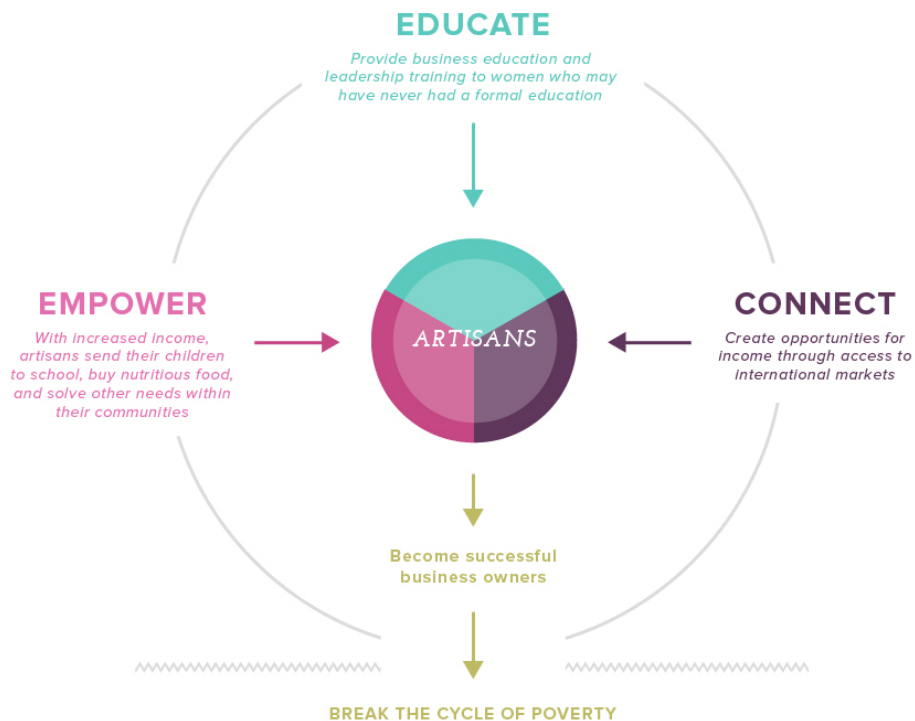 EDUCATE
Provide business education and
leadership training to women who may
have never had a formal education
EMPOWER
With increased income,
artisans send their children
to school, buy nutritious food,
and solve other needs within
their communities
ARTISANS
CONNECT
Create opportunities for
income through access to
international markets
Become successful
business owners
BREAK THE CYCLE OF POVERTY